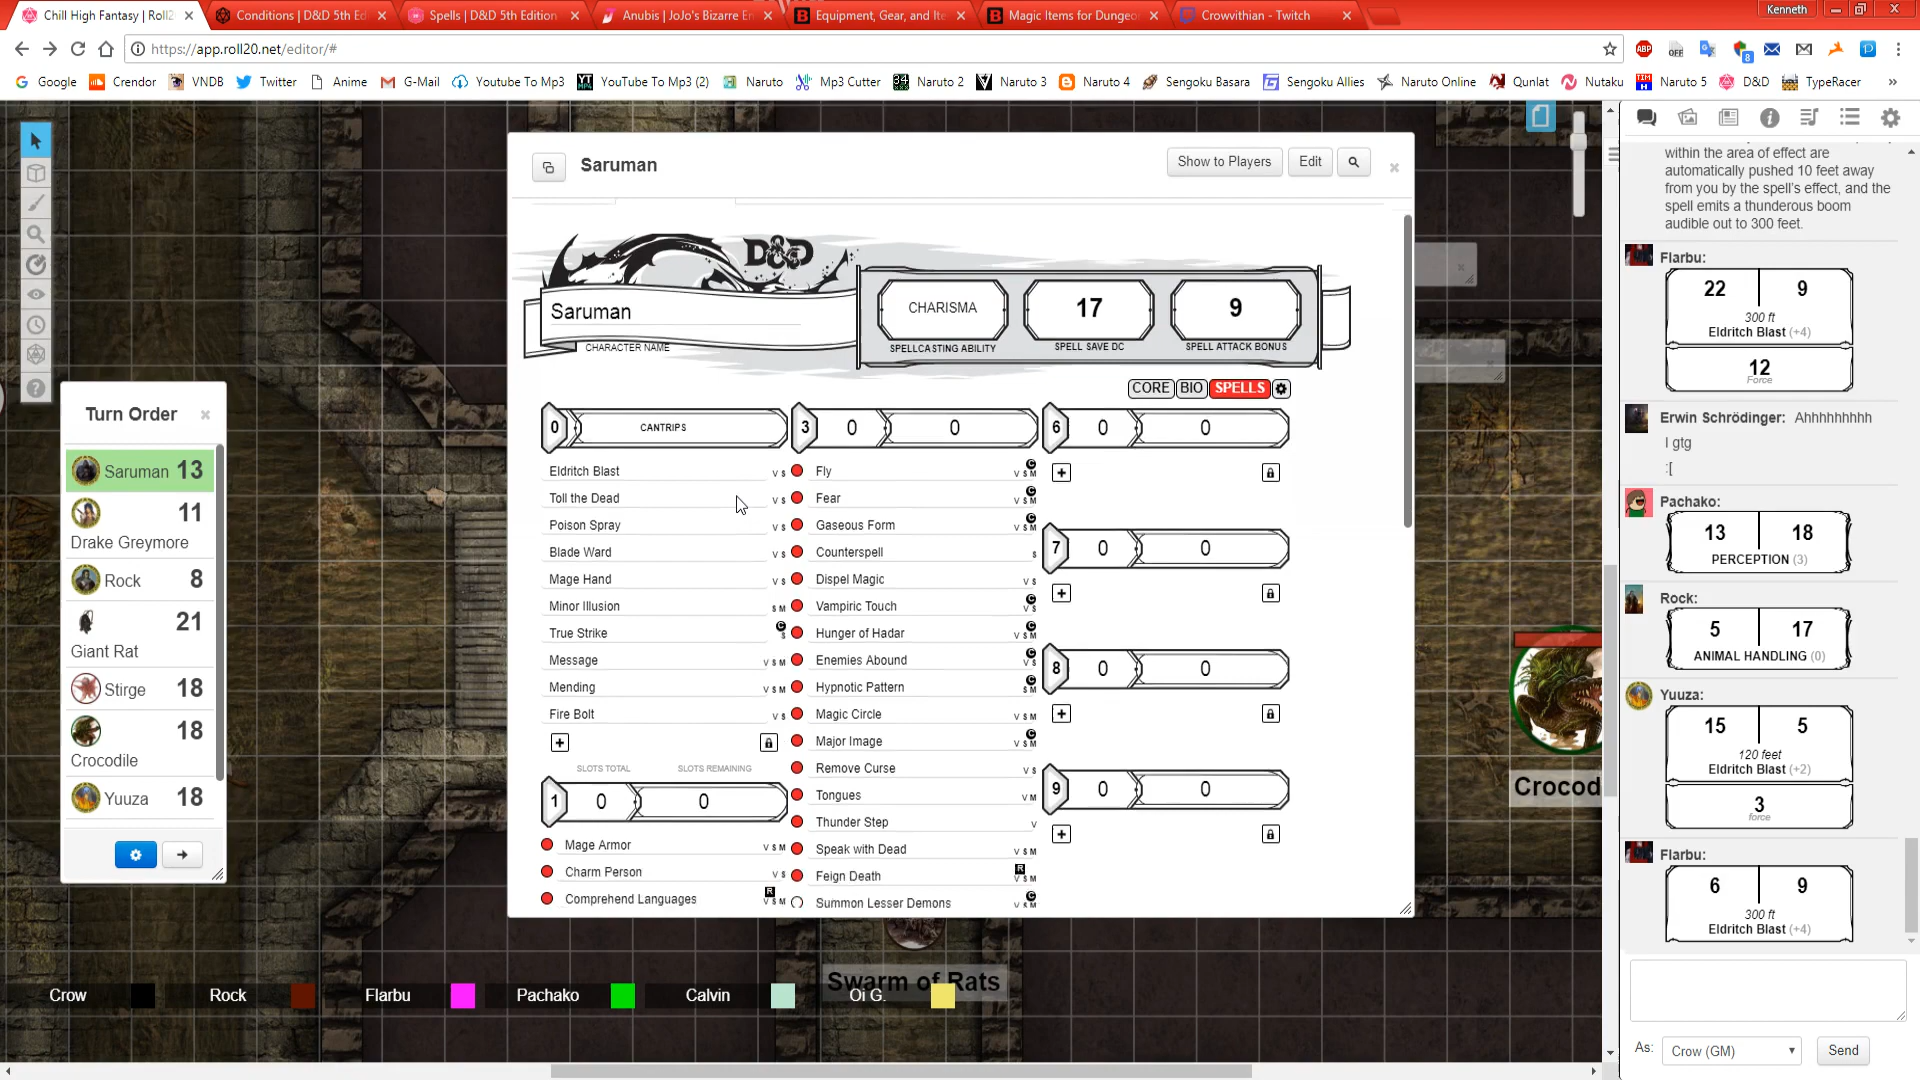 Chill High Fantasy | Roll2
Conditions | D&D 5th Ed
Spells | D&D 5th Edition
Anubis | JoJo's Bizarre En
Equipment, Gear, and Ite
Magic Items for Dungeo
Crowvithian - Twitch
Kenneth
https://app.roll20.net/editor/#
Google
Crendor
VNDB
Twitter
Anime
G-Mail
Youtube To Mp3
YouTube To Mp3 (2)
Naruto
Mp3 Cutter
Naruto 2
Naruto 3
Naruto 4
Sengoku Basara
Sengoku Allies
Naruto Online
Qunlat
Nutaku
Naruto 5
D&D
TypeRacer
Saruman
Show to Players
Edit
D&D
Saruman
CHARACTER NAME
CHARISMA
SPELLCASTING ABILITY
17
SPELL SAVE DC
9
SPELL ATTACK BONUS
CORE
BIO
SPELLS
0
CANTRIPS
Eldritch Blast V S
Toll the Dead V S
Poison Spray V S
Blade Ward V S
Mage Hand V S
Minor Illusion S M
True Strike C S
Message V S M
Mending V S M
Fire Bolt V S
SLOTS TOTAL
SLOTS REMAINING
1 0 0
Mage Armor V S M
Charm Person V S
Comprehend Languages R V S M
3 0 0
Fly C V S M
Fear C V S M
Gaseous Form C V S M
Counterspell S
Dispel Magic V S
Vampiric Touch C V S
Hunger of Hadar C V S M
Enemies Abound C V S
Hypnotic Pattern C S M
Magic Circle V S M
Major Image C V S M
Remove Curse V S
Tongues V M
Thunder Step V
Speak with Dead V S M
Feign Death R V S M
Summon Lesser Demons C V S M
6 0 0
7 0 0
8 0 0
9 0 0
Turn Order
Saruman 13
11
Drake Greymore
Rock 8
21
Giant Rat
Stirge 18
18
Crocodile
Yuuza 18
Crocod
Swarm of Rats
Crow
Rock
Flarbu
Pachako
Calvin
Oi G.
within the area of effect are
automatically pushed 10 feet away
from you by the spell's effect, and the
spell emits a thunderous boom
audible out to 300 feet.
Flarbu:
22 9
300 ft
Eldritch Blast (+4)
12
Force
Erwin Schrödinger: Ahhhhhhhhh
I gtg
:[
Pachako:
13 18
PERCEPTION (3)
Rock:
5 17
ANIMAL HANDLING (0)
Yuuza:
15 5
120 feet
Eldritch Blast (+2)
3
force
Flarbu:
6 9
300 ft
Eldritch Blast (+4)
As:
Crow (GM)
Send